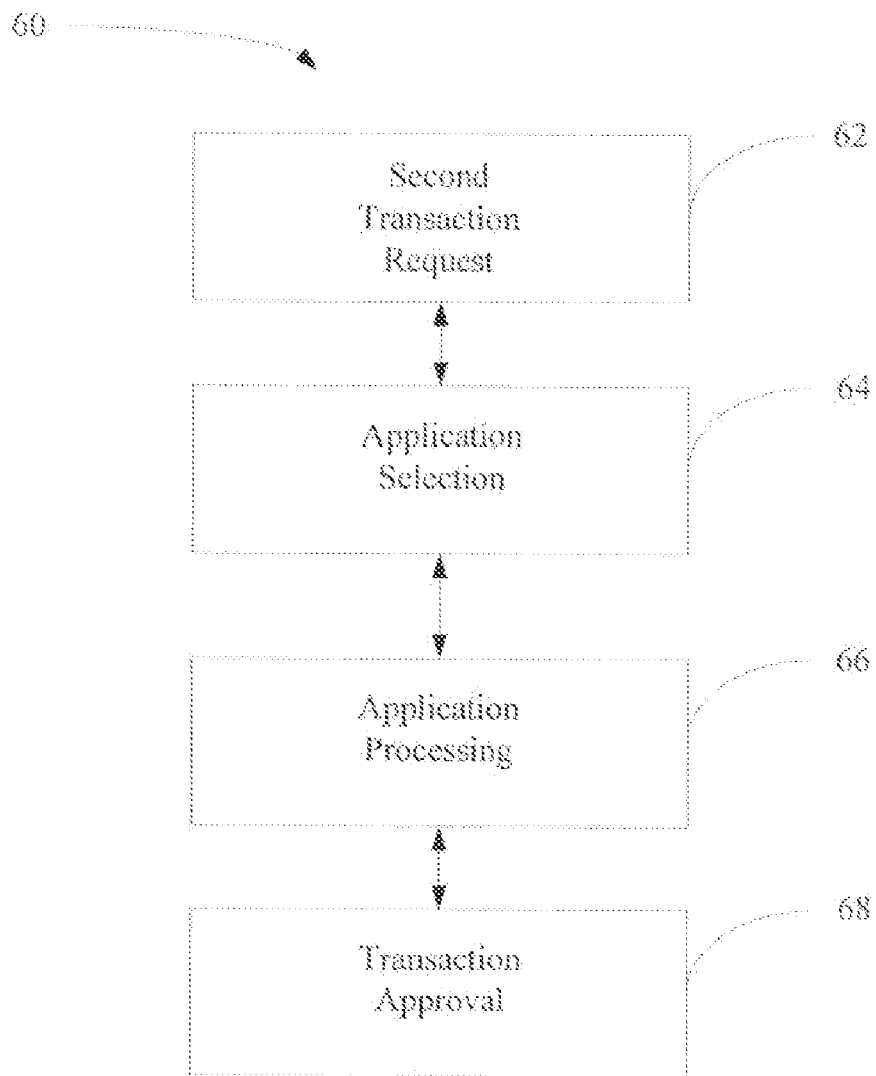 60
62
Second
Transaction
Request
64
Application
Selection
66
Application
Processing
68
Transaction
Approval